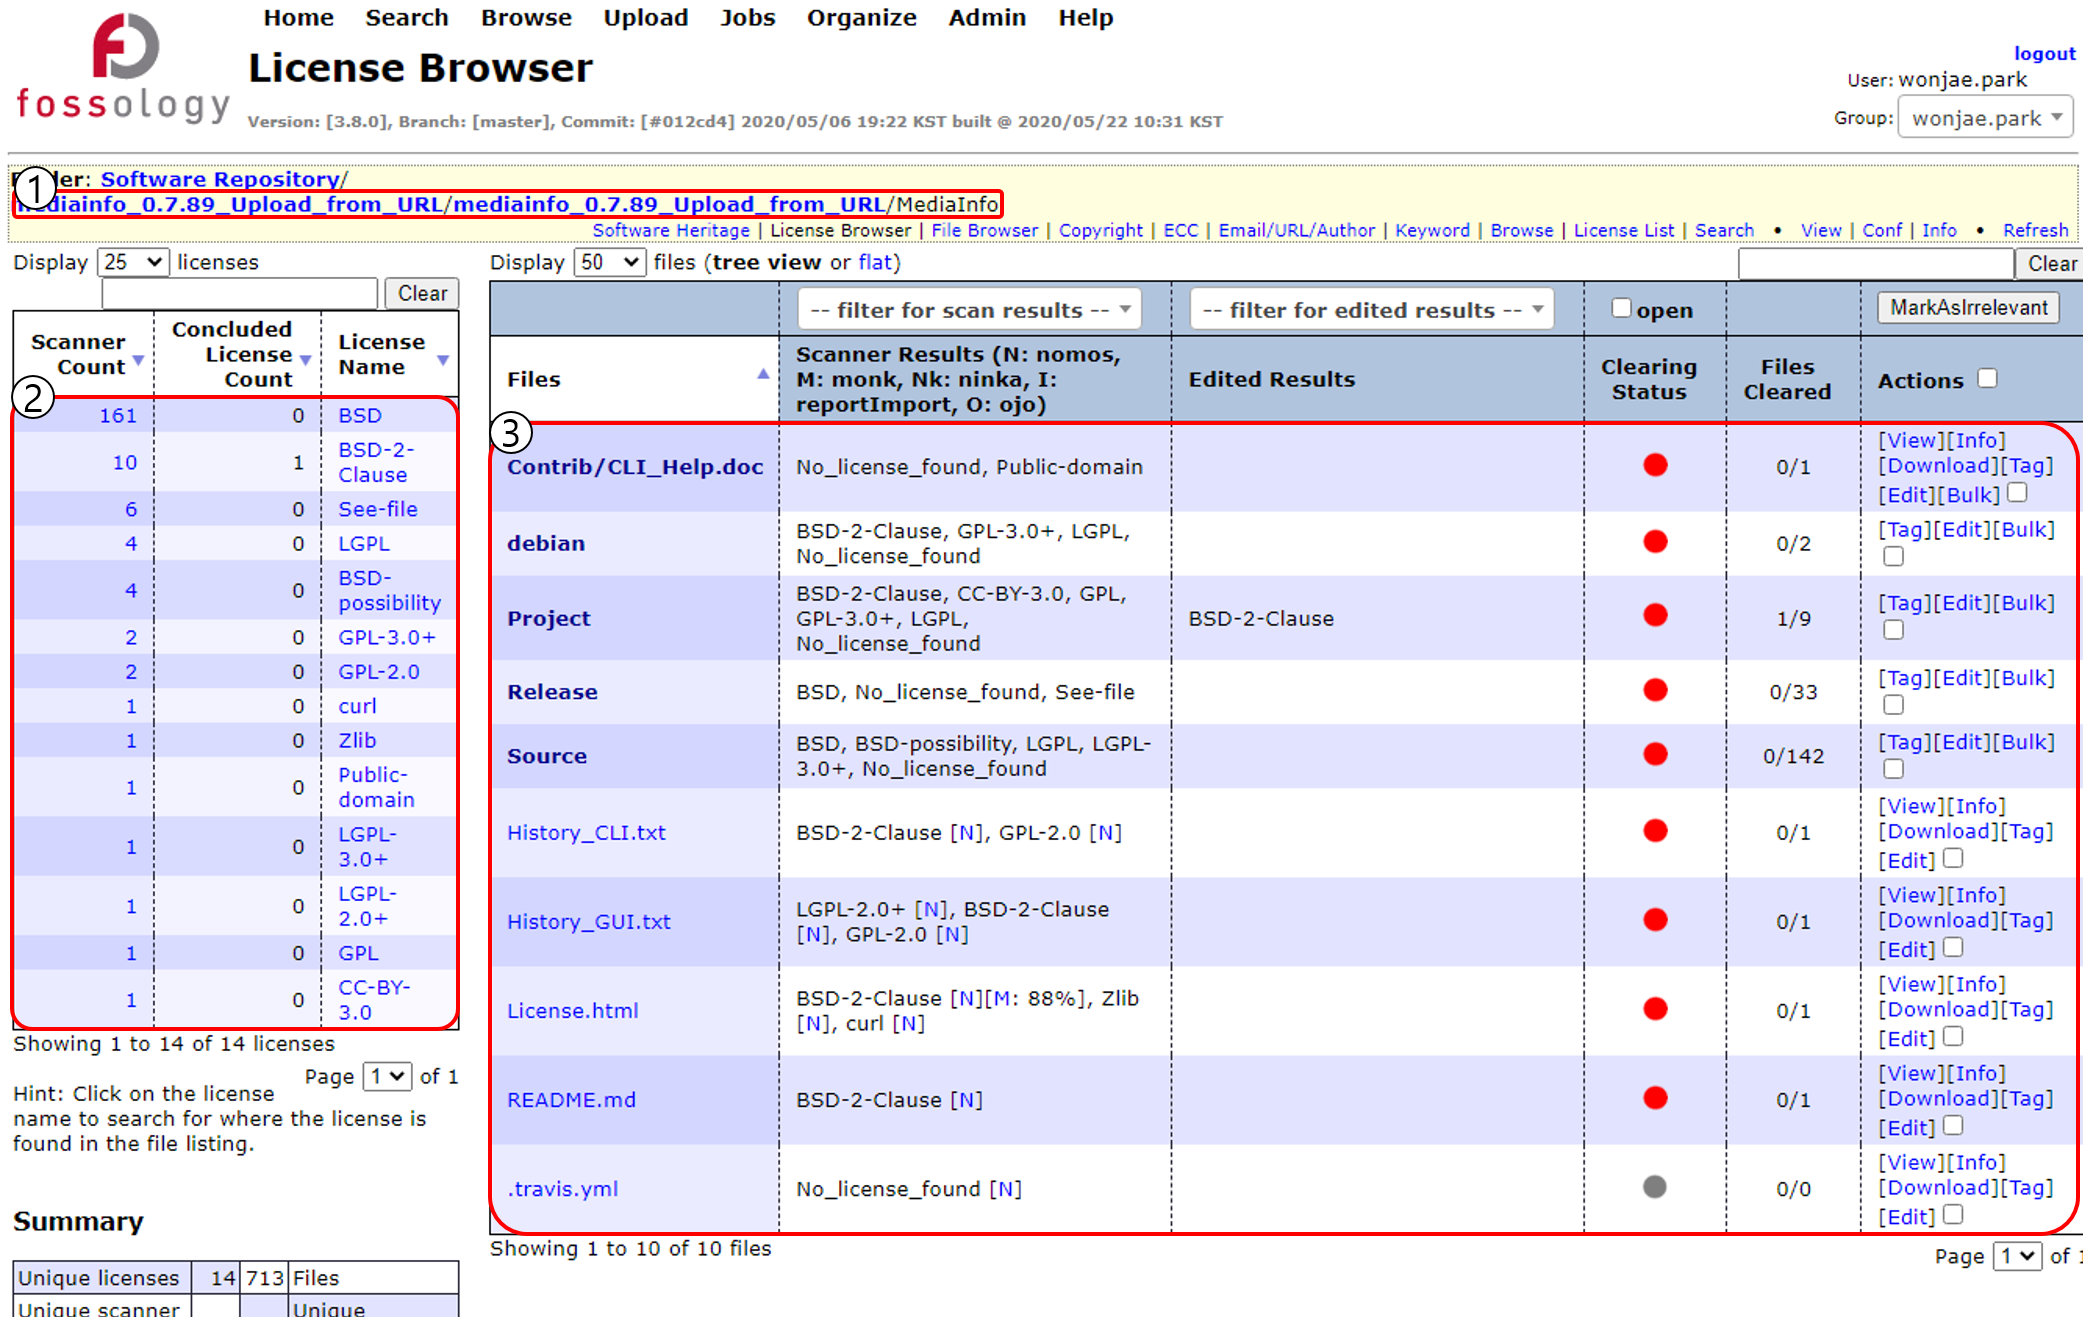 Home Search Browse Upload Jobs Organize Admin Help
fossology
License Browser
Version: [3.8.0], Branch: [master], Commit: [#012cd4] 2020/05/06 19:22 KST built @ 2020/05/22 10:31 KST
logout
User: wonjae.park
Group: wonjae.park
1
ler: Software Repository/
mediainfo_0.7.89_Upload_from_URL/mediainfo_0.7.89_Upload_from_URL/MediaInfo
Software Heritage | License Browser | File Browser | Copyright | ECC | Email/URL/Author | Keyword | Browse | License List | Search • View | Conf | Info • Refresh
Display 25 licenses
Clear
Scanner Count
Concluded License Count
License Name
2
161 0 BSD
10 1 BSD-2-
Clause
6 0 See-file
4 0 LGPL
4 0 BSD-
possibility
2 0 GPL-3.0+
2 0 GPL-2.0
1 0 curl
1 0 Zlib
1 0 Public-
domain
1 0 LGPL-
3.0+
1 0 LGPL-
2.0+
1 0 GPL
1 0 CC-BY-
3.0
Showing 1 to 14 of 14 licenses
Page 1 of 1
Hint: Click on the license
name to search for where the license is
found in the file listing.
Summary
Unique licenses 14 713 Files
Unique scanner Unique
Display 50 files (tree view or flat)
Clear
-- filter for scan results --
-- filter for edited results --
open
MarkAsIrrelevant
Files
Scanner Results (N: nomos,
M: monk, Nk: ninka, I:
reportImport, O: ojo)
Edited Results
Clearing
Status
Files
Cleared
Actions
3
Contrib/CLI_Help.doc
No_license_found, Public-domain
0/1
[View][Info]
[Download][Tag]
[Edit][Bulk]
debian
BSD-2-Clause, GPL-3.0+, LGPL,
No_license_found
0/2
[Tag][Edit][Bulk]
Project
BSD-2-Clause, CC-BY-3.0, GPL,
GPL-3.0+, LGPL,
No_license_found
BSD-2-Clause
1/9
[Tag][Edit][Bulk]
Release
BSD, No_license_found, See-file
0/33
[Tag][Edit][Bulk]
Source
BSD, BSD-possibility, LGPL, LGPL-
3.0+, No_license_found
0/142
[Tag][Edit][Bulk]
History_CLI.txt
BSD-2-Clause [N], GPL-2.0 [N]
0/1
[View][Info]
[Download][Tag]
[Edit]
History_GUI.txt
LGPL-2.0+ [N], BSD-2-Clause
[N], GPL-2.0 [N]
0/1
[View][Info]
[Download][Tag]
[Edit]
License.html
BSD-2-Clause [N][M: 88%], Zlib
[N], curl [N]
0/1
[View][Info]
[Download][Tag]
[Edit]
README.md
BSD-2-Clause [N]
0/1
[View][Info]
[Download][Tag]
[Edit]
.travis.yml
No_license_found [N]
0/0
[View][Info]
[Download][Tag]
[Edit]
Showing 1 to 10 of 10 files
Page 1 of 1